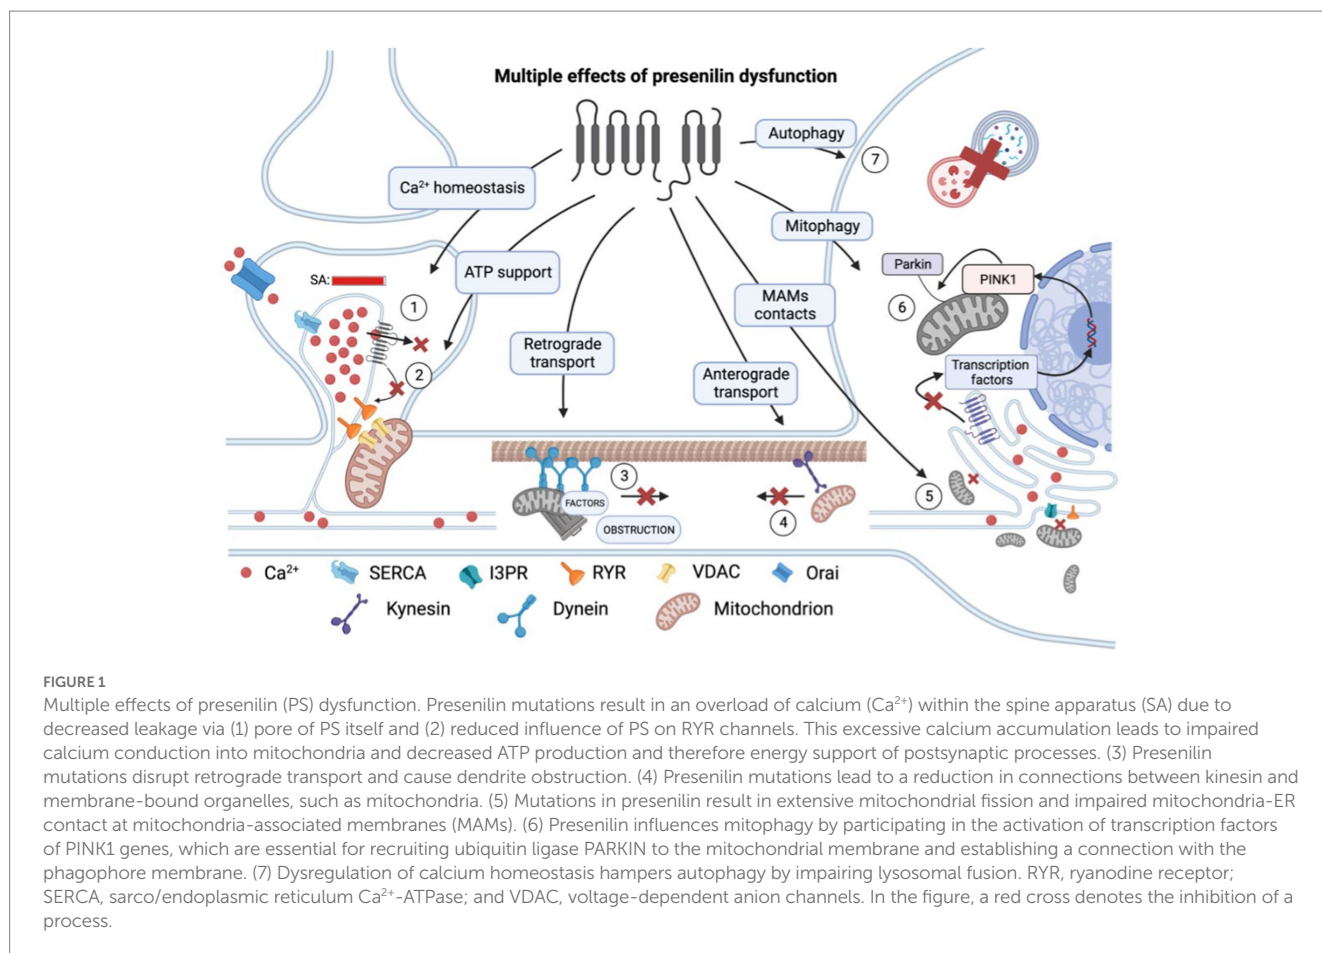 Multiple effects of presenilin dysfunction
Autophagy
7
Ca²⁺ homeostasis
Mitophagy
ATP support
SA:
1
Parkin
PINK1
6
MAMs
contacts
2
Retrograde
transport
Anterograde
transport
Transcription
factors
3
FACTORS
OBSTRUCTION
4
5
Ca²⁺
SERCA
I3PR
RYR
VDAC
Orai
Kynesin
Dynein
Mitochondrion
FIGURE 1
Multiple effects of presenilin (PS) dysfunction. Presenilin mutations result in an overload of calcium (Ca²⁺) within the spine apparatus (SA) due to
decreased leakage via (1) pore of PS itself and (2) reduced influence of PS on RYR channels. This excessive calcium accumulation leads to impaired
calcium conduction into mitochondria and decreased ATP production and therefore energy support of postsynaptic processes. (3) Presenilin
mutations disrupt retrograde transport and cause dendrite obstruction. (4) Presenilin mutations lead to a reduction in connections between kinesin and
membrane-bound organelles, such as mitochondria. (5) Mutations in presenilin result in extensive mitochondrial fission and impaired mitochondria-ER
contact at mitochondria-associated membranes (MAMs). (6) Presenilin influences mitophagy by participating in the activation of transcription factors
of PINK1 genes, which are essential for recruiting ubiquitin ligase PARKIN to the mitochondrial membrane and establishing a connection with the
phagophore membrane. (7) Dysregulation of calcium homeostasis hampers autophagy by impairing lysosomal fusion. RYR, ryanodine receptor;
SERCA, sarco/endoplasmic reticulum Ca²⁺-ATPase; and VDAC, voltage-dependent anion channels. In the figure, a red cross denotes the inhibition of a
process.